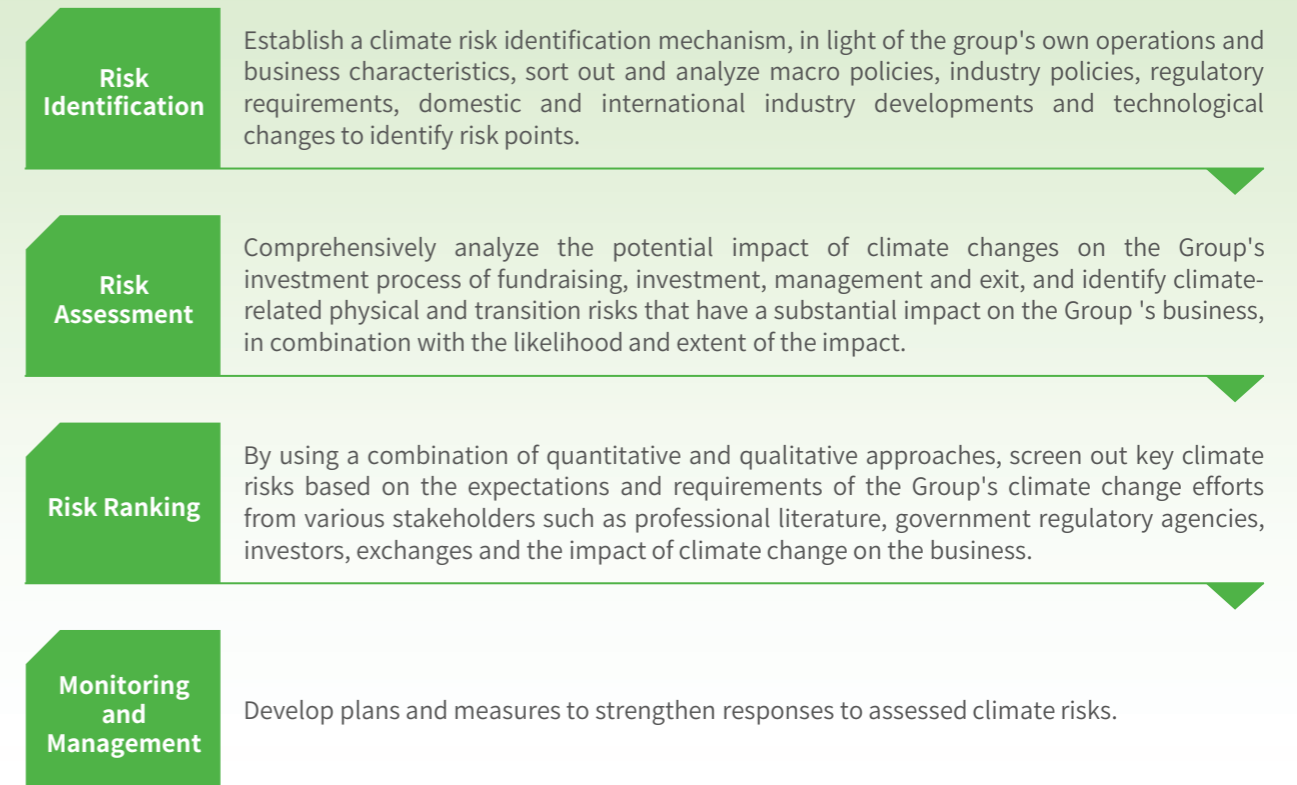 Risk
Identification
Establish a climate risk identification mechanism, in light of the group's own operations and
business characteristics, sort out and analyze macro policies, industry policies, regulatory
requirements, domestic and international industry developments and technological
changes to identify risk points.
Risk
Assessment
Comprehensively analyze the potential impact of climate changes on the Group's
investment process of fundraising, investment, management and exit, and identify climate-
related physical and transition risks that have a substantial impact on the Group 's business,
in combination with the likelihood and extent of the impact.
Risk Ranking
By using a combination of quantitative and qualitative approaches, screen out key climate
risks based on the expectations and requirements of the Group's climate change efforts
from various stakeholders such as professional literature, government regulatory agencies,
investors, exchanges and the impact of climate change on the business.
Monitoring
and
Management
Develop plans and measures to strengthen responses to assessed climate risks.